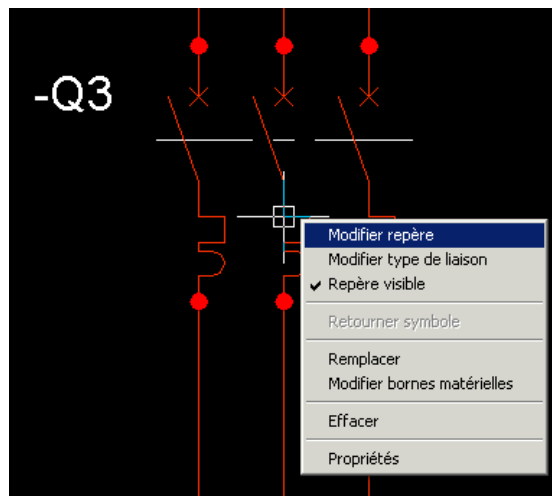 -Q3
Modifier repère
Modifier type de liaison
Repère visible
Retourner symbole
Remplacer
Modifier bornes matérielles
Effacer
Propriétés